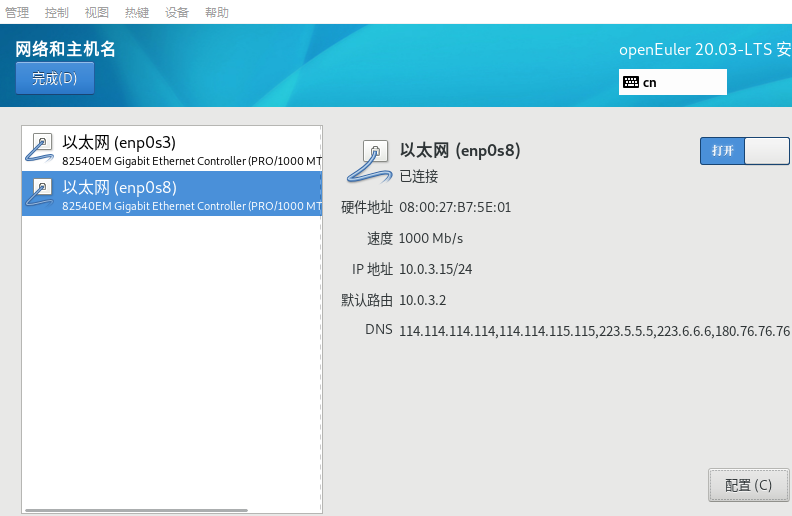 管理 控制 视图 热键 设备 帮助
网络和主机名
完成(D)
openEuler 20.03-LTS 安
cn
以太网 (enp0s3)
82540EM Gigabit Ethernet Controller (PRO/1000 MT
以太网 (enp0s8)
82540EM Gigabit Ethernet Controller (PRO/1000 MT
以太网 (enp0s8)
已连接
打开
硬件地址 08:00:27:B7:5E:01
速度 1000 Mb/s
IP 地址 10.0.3.15/24
默认路由 10.0.3.2
DNS 114.114.114.114,114.114.115.115,223.5.5.5,223.6.6.6,180.76.76.76
配置 (C)